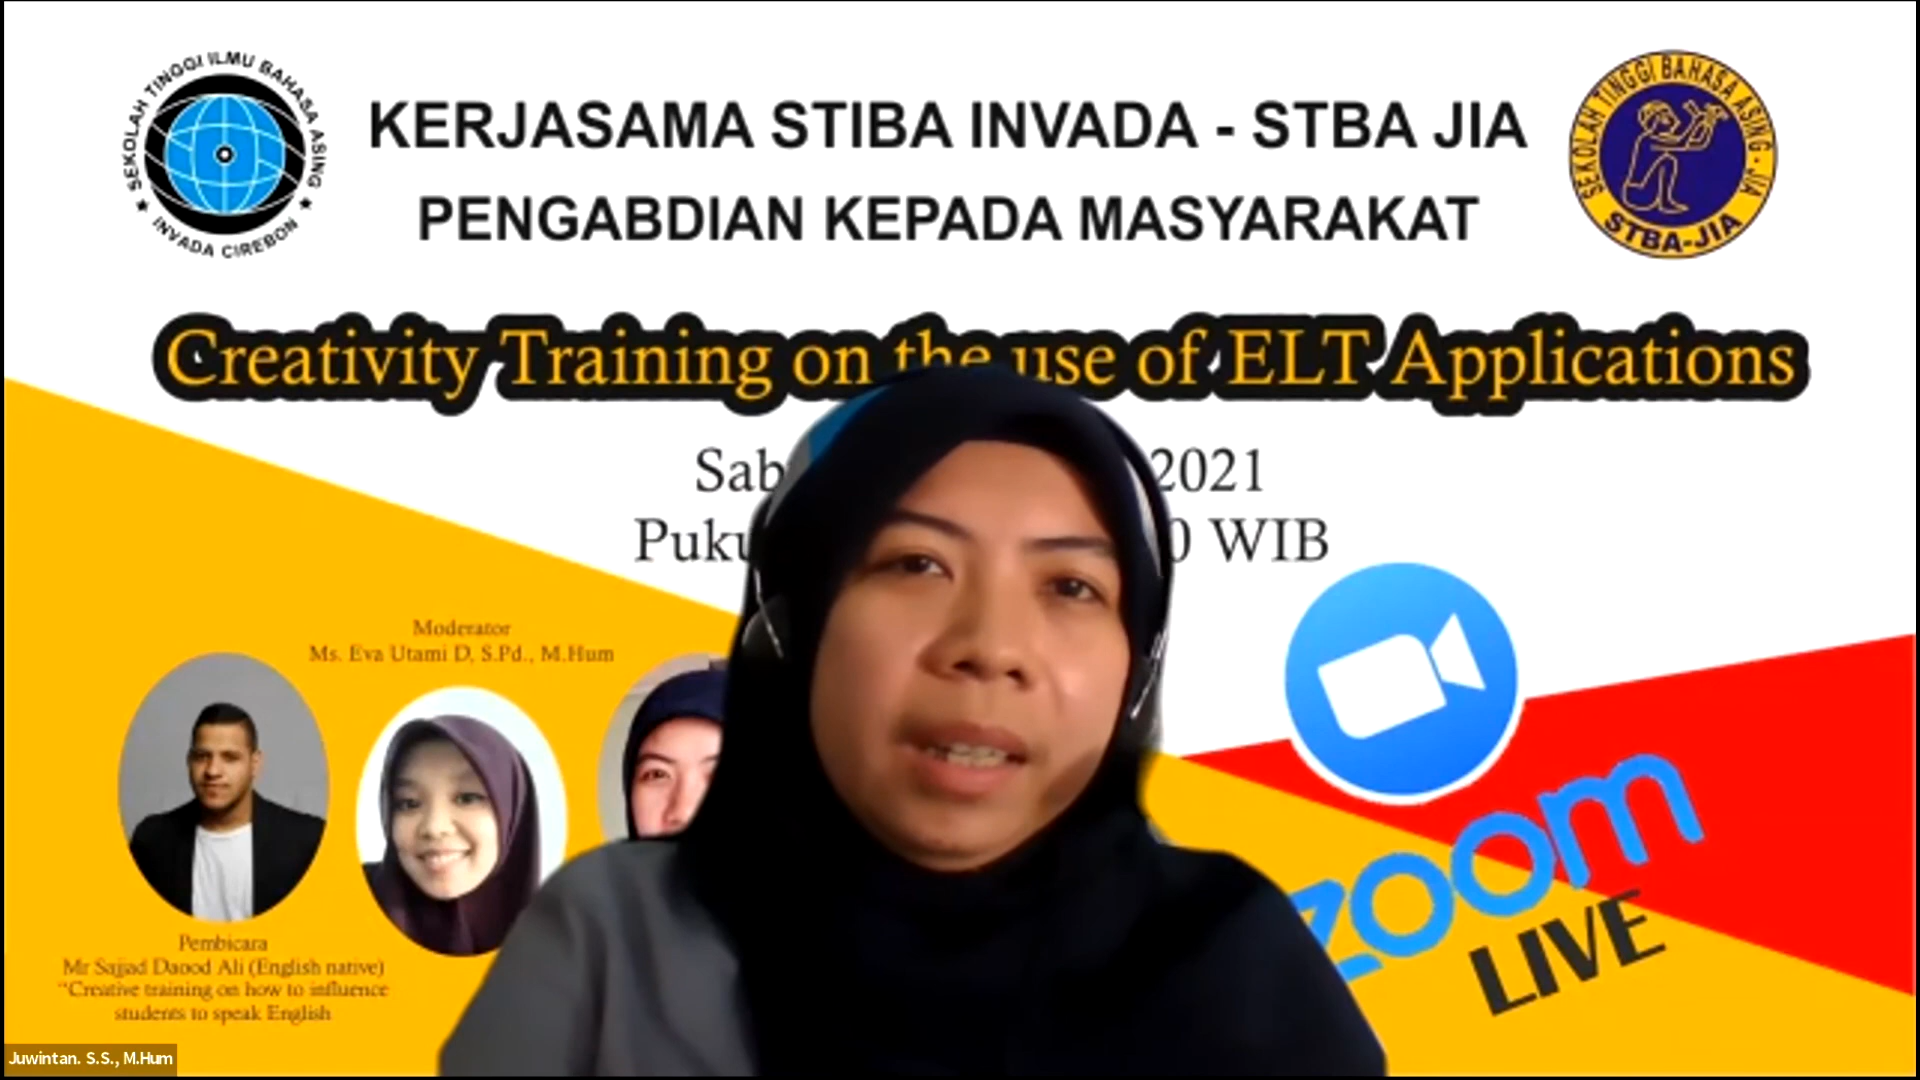 SEKOLAH TINGGI ILMU BAHASA ASING
INVADA CIREBON
KERJASAMA STIBA INVADA - STBA JIA
PENGABDIAN KEPADA MASYARAKAT
SEKOLAH TINGGI BAHASA ASING - JIA
STBA-JIA
Creativity Training on the use of ELT Applications
2021
WIB
Moderator
Ms. Eva Utami D, S.Pd., M.Hum
Pembicara
Mr Sajjad Daood Ali (English native)
"Creative training on how to influence
students to speak English
zoom
LIVE
Juwintan. S.S., M.Hum